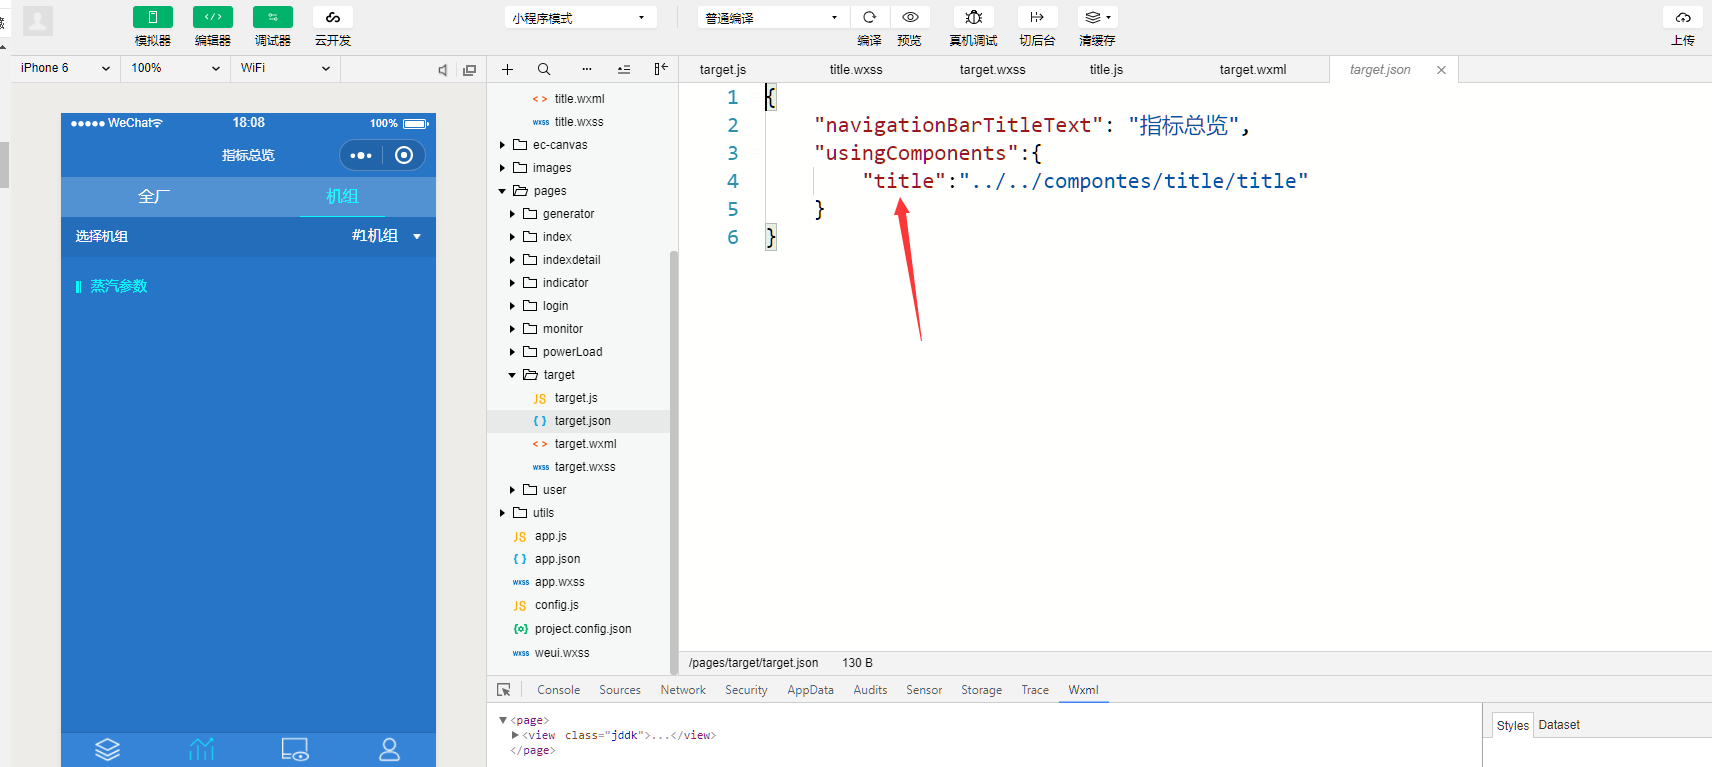 模拟器
编辑器
调试器
云开发
小程序模式
普通编译
编译
预览
真机调试
切后台
清缓存
上传
iPhone 6
100%
WiFi
WeChat
18:08
100%
指标总览
全厂
机组
选择机组
#1机组
蒸汽参数
title.wxml
wxss title.wxss
ec-canvas
images
pages
generator
index
indexdetail
indicator
login
monitor
powerLoad
target
JS target.js
{ } target.json
< > target.wxml
wxss target.wxss
user
utils
JS app.js
{ } app.json
wxss app.wxss
JS config.js
project.config.json
wxss weui.wxss
target.js
title.wxss
target.wxss
title.js
target.wxml
target.json
1 {
2 "navigationBarTitleText": "指标总览",
3 "usingComponents":{
4 "title":"../../compontes/title/title"
5 }
6 }
/pages/target/target.json 130 B
Console Sources Network Security AppData Audits Sensor Storage Trace Wxml
<page>
<view class="jddk">...</view>
</page>
Styles Dataset